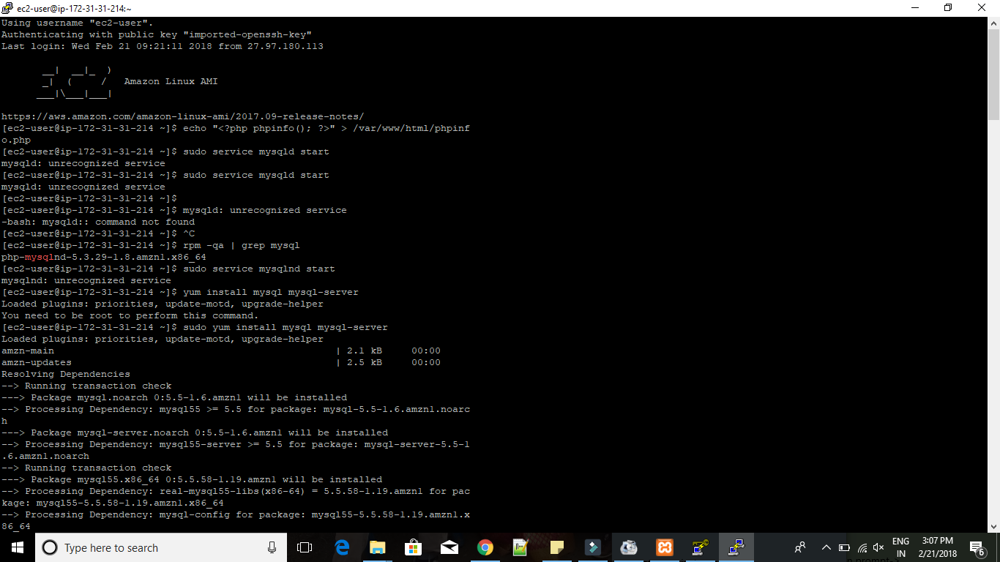 ec2-user@ip-172-31-31-214:~
Using username "ec2-user".
Authenticating with public key "imported-openssh-key"
Last login: Wed Feb 21 09:21:11 2018 from 27.97.180.113
__|  __|_  )
_|  (     /   Amazon Linux AMI
___|\___|___|
https://aws.amazon.com/amazon-linux-ami/2017.09-release-notes/
[ec2-user@ip-172-31-31-214 ~]$ echo "<?php phpinfo(); ?>" > /var/www/html/phpinf
o.php
[ec2-user@ip-172-31-31-214 ~]$ sudo service mysqld start
mysqld: unrecognized service
[ec2-user@ip-172-31-31-214 ~]$ sudo service mysqld start
mysqld: unrecognized service
[ec2-user@ip-172-31-31-214 ~]$
[ec2-user@ip-172-31-31-214 ~]$ mysqld: unrecognized service
-bash: mysqld:: command not found
[ec2-user@ip-172-31-31-214 ~]$ ^C
[ec2-user@ip-172-31-31-214 ~]$ rpm -qa | grep mysql
php-mysqlnd-5.3.29-1.8.amzn1.x86_64
[ec2-user@ip-172-31-31-214 ~]$ sudo service mysqlnd start
mysqlnd: unrecognized service
[ec2-user@ip-172-31-31-214 ~]$ yum install mysql mysql-server
Loaded plugins: priorities, update-motd, upgrade-helper
You need to be root to perform this command.
[ec2-user@ip-172-31-31-214 ~]$ sudo yum install mysql mysql-server
Loaded plugins: priorities, update-motd, upgrade-helper
amzn-main | 2.1 kB 00:00
amzn-updates | 2.5 kB 00:00
Resolving Dependencies
--> Running transaction check
---> Package mysql.noarch 0:5.5-1.6.amzn1 will be installed
--> Processing Dependency: mysql55 >= 5.5 for package: mysql-5.5-1.6.amzn1.noarc
h
---> Package mysql-server.noarch 0:5.5-1.6.amzn1 will be installed
--> Processing Dependency: mysql55-server >= 5.5 for package: mysql-server-5.5-1
.6.amzn1.noarch
--> Running transaction check
---> Package mysql55.x86_64 0:5.5.58-1.19.amzn1 will be installed
--> Processing Dependency: real-mysql55-libs(x86-64) = 5.5.58-1.19.amzn1 for pac
kage: mysql55-5.5.58-1.19.amzn1.x86_64
--> Processing Dependency: mysql-config for package: mysql55-5.5.58-1.19.amzn1.x
86_64
Type here to search
ENG
IN
3:07 PM
2/21/2018
6